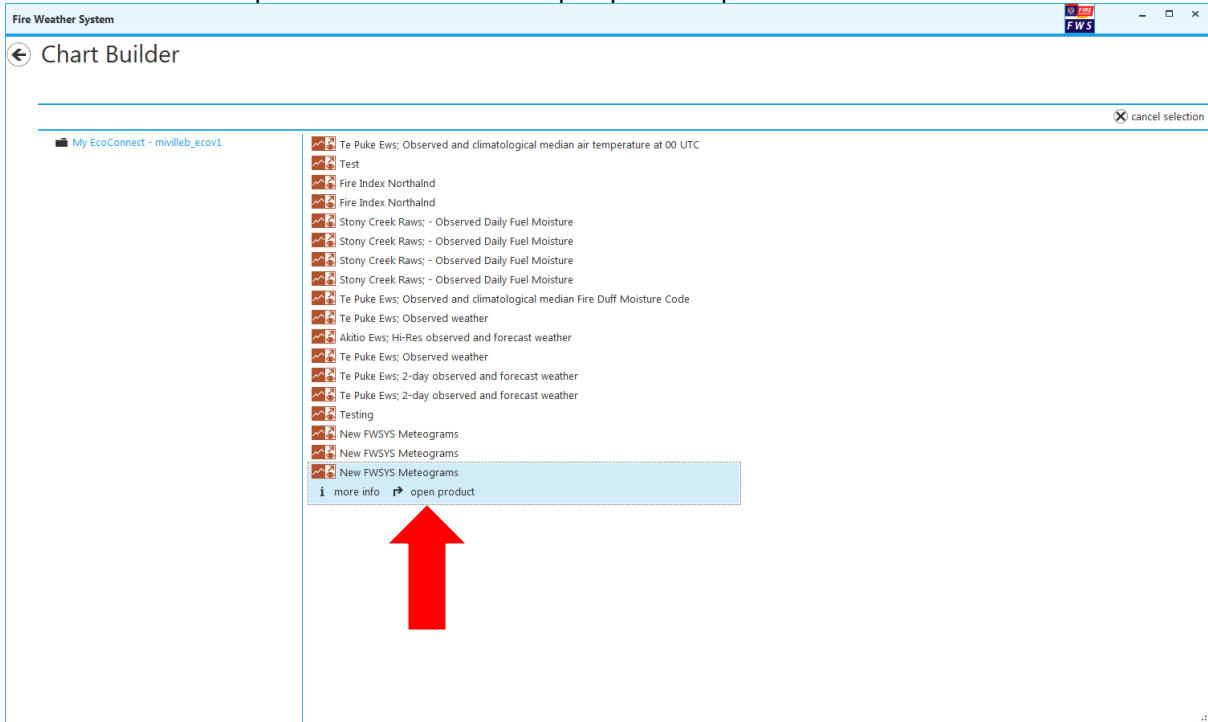 Fire Weather System
FIRE
FWS
Chart Builder
cancel selection
My EcoConnect - mivilleb_ecov1
Te Puke Ews; Observed and climatological median air temperature at 00 UTC
Test
Fire Index Northalnd
Fire Index Northalnd
Stony Creek Raws; - Observed Daily Fuel Moisture
Stony Creek Raws; - Observed Daily Fuel Moisture
Stony Creek Raws; - Observed Daily Fuel Moisture
Stony Creek Raws; - Observed Daily Fuel Moisture
Te Puke Ews; Observed and climatological median Fire Duff Moisture Code
Te Puke Ews; Observed weather
Akitio Ews; Hi-Res observed and forecast weather
Te Puke Ews; Observed weather
Te Puke Ews; 2-day observed and forecast weather
Te Puke Ews; 2-day observed and forecast weather
Testing
New FWSYS Meteograms
New FWSYS Meteograms
New FWSYS Meteograms
i more info open product